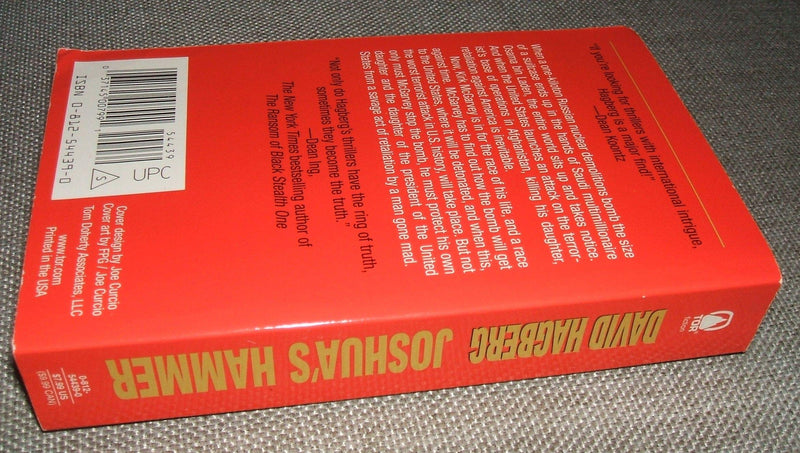 "If you're looking for thrillers with international intrigue,
Hagberg is a major find!"
—Dean Koontz
When a pre-Melltorp Russian nuclear demolitions bomb the size
of a suitcase ends up in the hands of Saudi multimillionaire
Osama bin Laden, the entire world sits up and takes notice.
And when the United States launches an attack on the terror-
ist's base of operations in Afghanistan, killing his daughter,
retaliation against America is inevitable.
Now, Kirk McGarvey is in for the race of his life, and a race
against time. McGarvey has to find out how the bomb will get
to the United States, when it will be detonated, and when this,
the worst terrorist attack in U.S. history, will take place. But not
only must McGarvey stop the bomb, he must protect his own
daughter and the daughter of the president of the United
States from a savage act of retaliation by a man gone mad.
"Not only do Hagberg's thrillers have the ring of truth,
sometimes they become the truth."
—Dean Ing,
The New York Times bestselling author of
The Ransom of Black Stealth One
ISBN 0-812-54439-0
54439
S
UPC
Cover design by Joe Curcio
Cover art by FPG / Joe Curcio
Tom Doherty Associates, LLC
www.tor.com
Printed in the USA
DAVID HAGBERG
JOSHUA'S HAMMER
TOR
0-812-
54439-0
$7.99 US
($9.99 CAN)